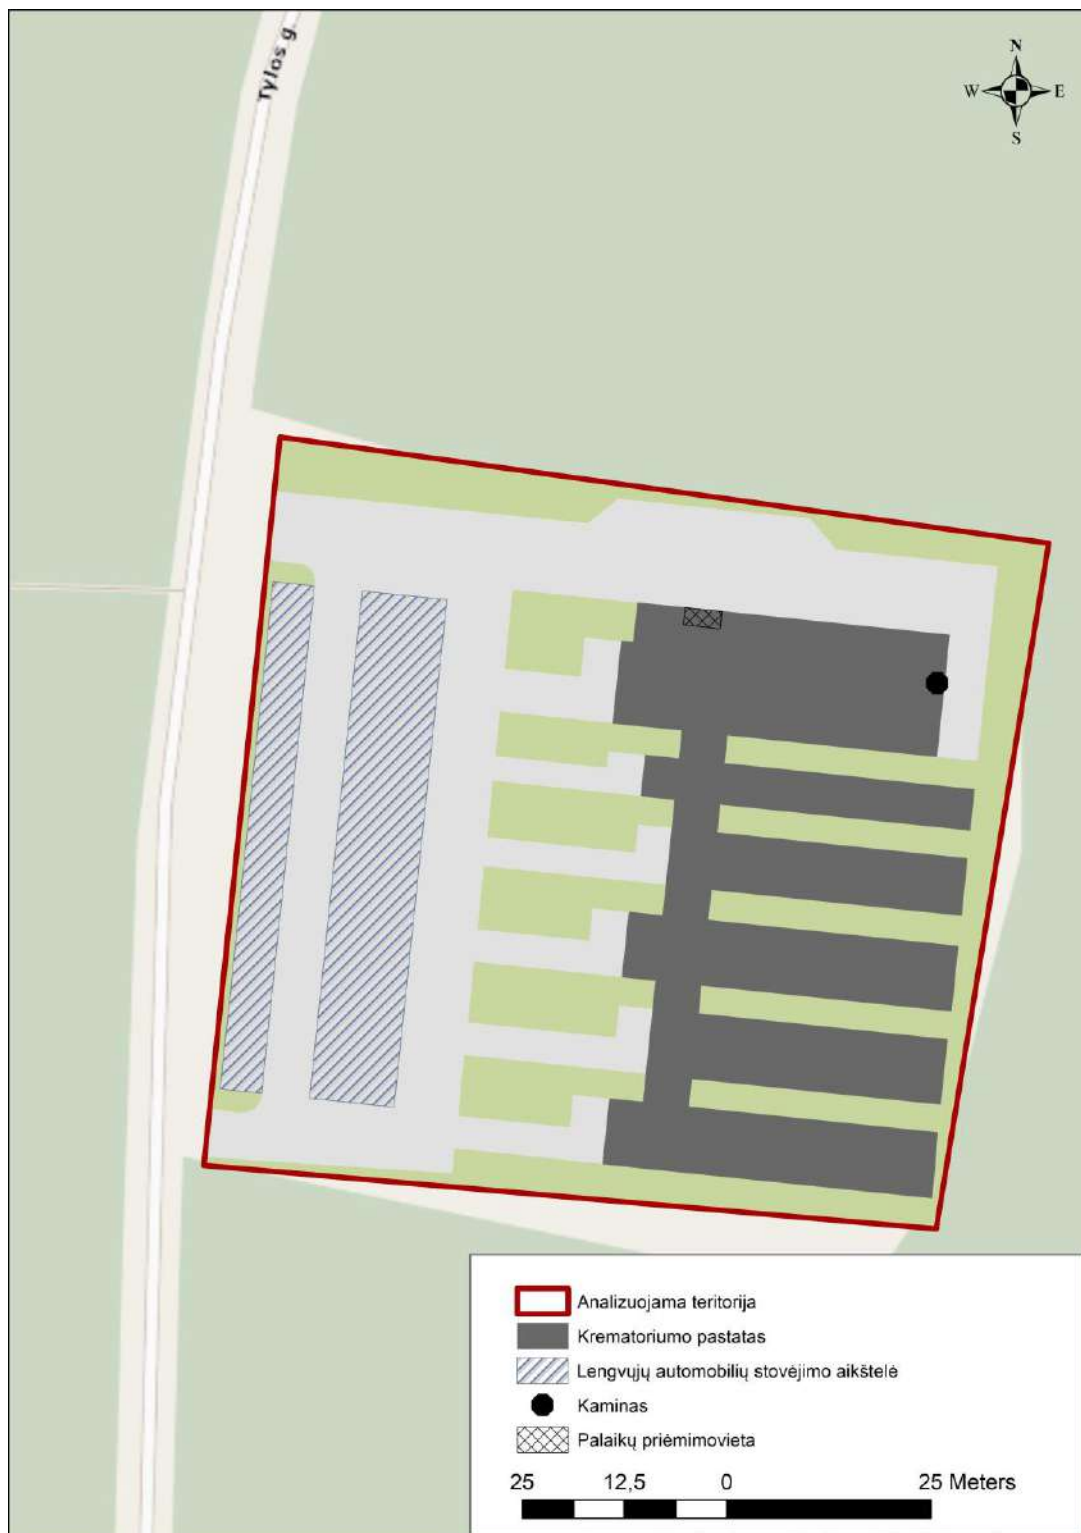 Tylos g.
N
W E
S
Analizuojama teritorija
Krematoriumo pastatas
Lengvųjų automobilių stovėjimo aikštelė
Kaminas
Palaikų priėmimovieta
25 12,5 0 25 Meters